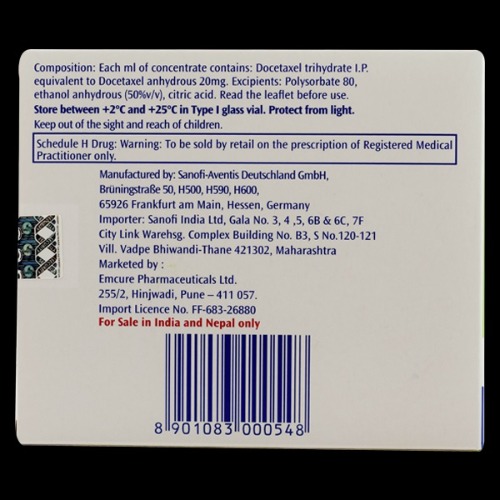 Composition: Each ml of concentrate contains: Docetaxel trihydrate I.P.
equivalent to Docetaxel anhydrous 20mg. Excipients: Polysorbate 80,
ethanol anhydrous (50%v/v), citric acid. Read the leaflet before use.
Store between +2°C and +25°C in Type I glass vial. Protect from light.
Keep out of the sight and reach of children.
Schedule H Drug: Warning: To be sold by retail on the prescription of Registered Medical
Practitioner only.
Manufactured by: Sanofi-Aventis Deutschland GmbH,
Brüningstraße 50, H500, H590, H600,
65926 Frankfurt am Main, Hessen, Germany
Importer: Sanofi India Ltd, Gala No. 3, 4 ,5, 6B & 6C, 7F
City Link Warehsg. Complex Building No. B3, S No.120-121
Vill. Vadpe Bhiwandi-Thane 421302, Maharashtra
Marketed by :
Emcure Pharmaceuticals Ltd.
255/2, Hinjwadi, Pune – 411 057.
Import Licence No. FF-683-26880
For Sale in India and Nepal only
8 901083 000548